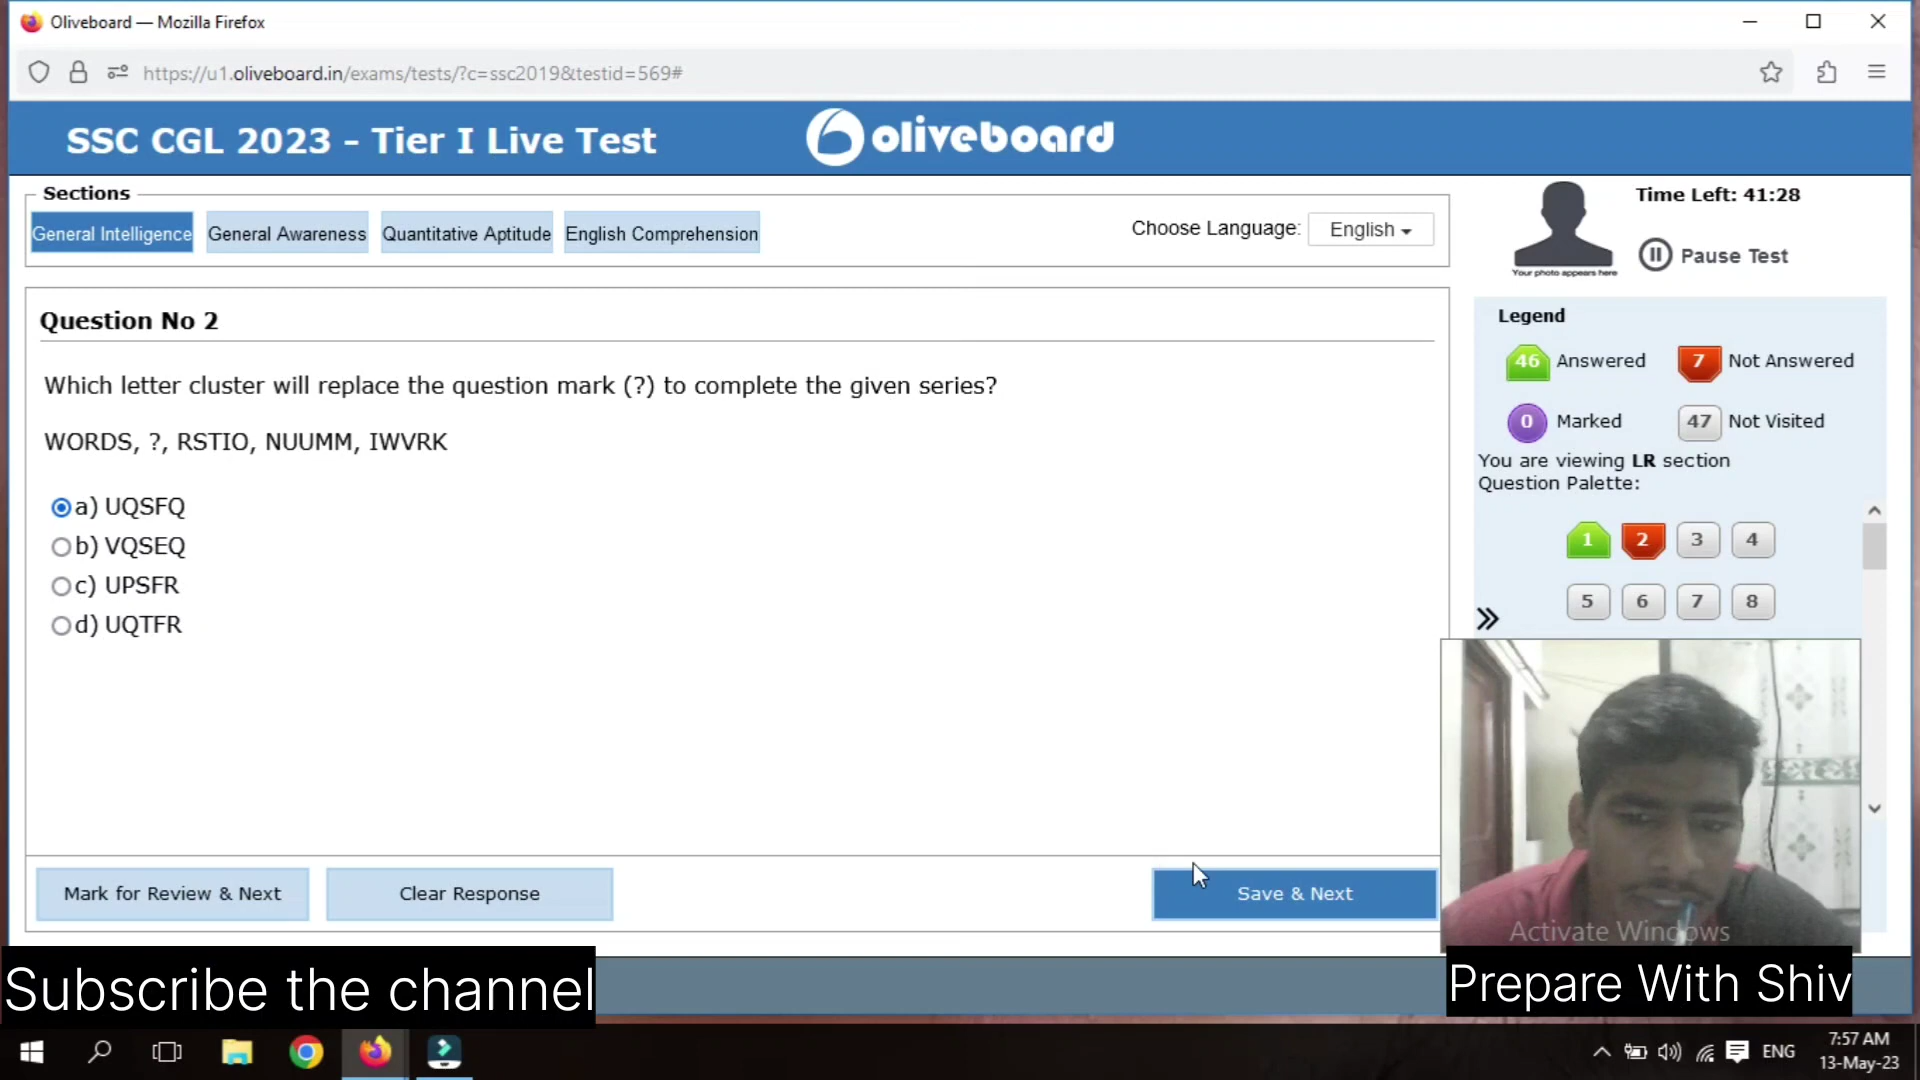 Oliveboard — Mozilla Firefox
https://u1.oliveboard.in/exams/tests/?c=ssc2019&testid=569#
SSC CGL 2023 - Tier I Live Test
oliveboard
Sections
General Intelligence
General Awareness
Quantitative Aptitude
English Comprehension
Choose Language:
English
Your photo appears here
Time Left: 41:28
Pause Test
Question No 2
Which letter cluster will replace the question mark (?) to complete the given series?
WORDS, ?, RSTIO, NUUMM, IWVRK
a) UQSFQ
b) VQSEQ
c) UPSFR
d) UQTFR
Legend
46 Answered
7 Not Answered
0 Marked
47 Not Visited
You are viewing LR section
Question Palette:
1 2 3 4
5 6 7 8
Mark for Review & Next
Clear Response
Save & Next
Activate Windows
Subscribe the channel
Prepare With Shiv
ENG
7:57 AM
13-May-23